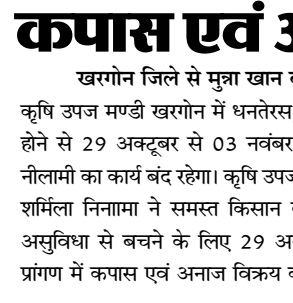 कपास एवं
खरगोन जिले से मुन्ना खान
कृषि उपज मण्डी खरगोन में धनतेरस
होने से 29 अक्टूबर से 03 नवंबर
नीलामी का कार्य बंद रहेगा। कृषि उपज
शर्मिला निनाामा ने समस्त किसान
असुविधा से बचने के लिए 29
प्रांगण में कपास एवं अनाज विक्रय